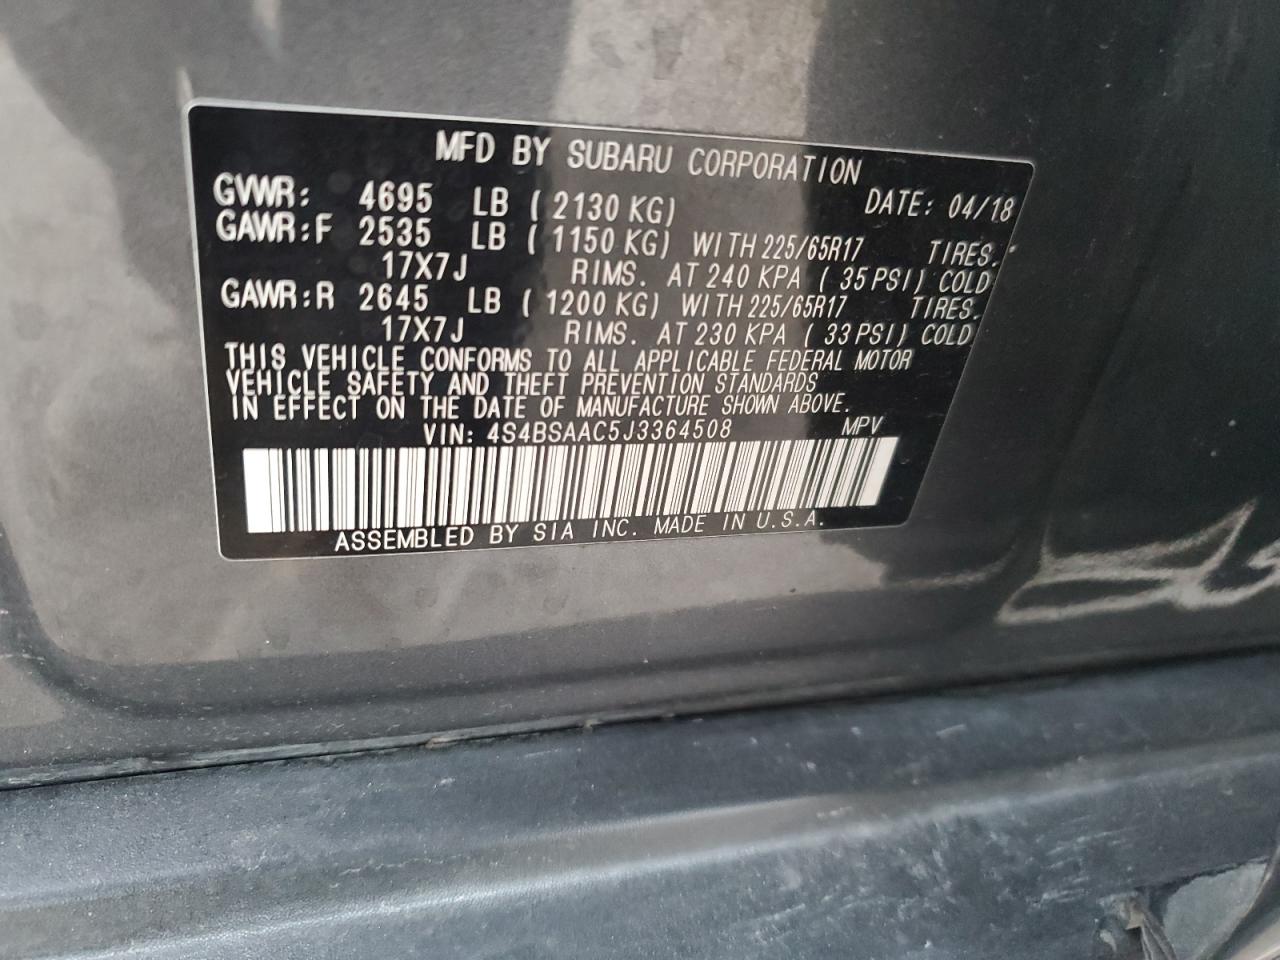 MFD BY SUBARU CORPORATION
GVWR: 4695 LB ( 2130 KG) DATE: 04/18
GAWR:F 2535 LB ( 1150 KG) WITH 225/65R17 TIRES.
17X7J RIMS. AT 240 KPA ( 35 PSI) COLD
GAWR:R 2645 LB ( 1200 KG) WITH 225/65R17 TIRES.
17X7J RIMS. AT 230 KPA ( 33 PSI) COLD
THIS VEHICLE CONFORMS TO ALL APPLICABLE FEDERAL MOTOR
VEHICLE SAFETY AND THEFT PREVENTION STANDARDS
IN EFFECT ON THE DATE OF MANUFACTURE SHOWN ABOVE.
VIN: 4S4BSAAC5J3364508 MPV
ASSEMBLED BY SIA INC. MADE IN U.S.A.